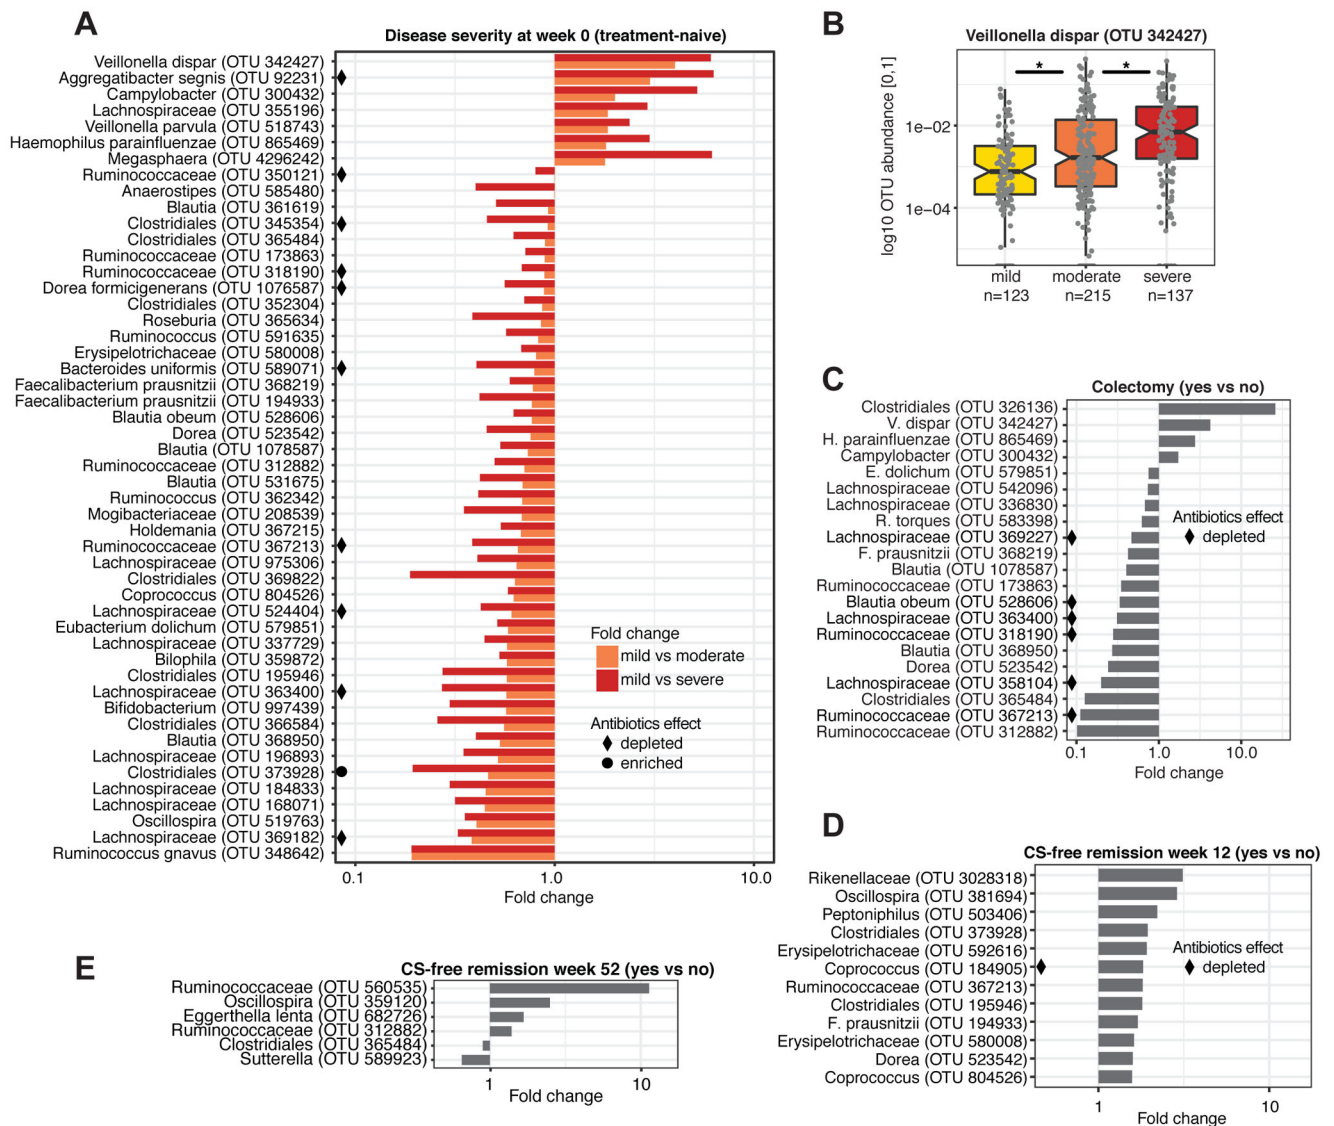 A
Disease severity at week 0 (treatment-naive)
Veillonella dispar (OTU 342427)
Aggregatibacter segnis (OTU 92231)
Campylobacter (OTU 300432)
Lachnospiraceae (OTU 355196)
Veillonella parvula (OTU 518743)
Haemophilus parainfluenzae (OTU 865469)
Megasphaera (OTU 4296242)
Ruminococcaceae (OTU 350121)
Anaerostipes (OTU 585480)
Blautia (OTU 361619)
Clostridiales (OTU 345354)
Clostridiales (OTU 365484)
Ruminococcaceae (OTU 173863)
Ruminococcaceae (OTU 318190)
Dorea formicigenerans (OTU 1076587)
Clostridiales (OTU 352304)
Roseburia (OTU 365634)
Ruminococcus (OTU 591635)
Erysipelotrichaceae (OTU 580008)
Bacteroides uniformis (OTU 589071)
Faecalibacterium prausnitzii (OTU 368219)
Faecalibacterium prausnitzii (OTU 194933)
Blautia obeum (OTU 528606)
Dorea (OTU 523542)
Blautia (OTU 1078587)
Ruminococcaceae (OTU 312882)
Blautia (OTU 531675)
Ruminococcus (OTU 362342)
Mogibacteriaceae (OTU 208539)
Holdemania (OTU 367215)
Ruminococcaceae (OTU 367213)
Lachnospiraceae (OTU 975306)
Clostridiales (OTU 369822)
Coprococcus (OTU 804526)
Lachnospiraceae (OTU 524404)
Eubacterium dolichum (OTU 579851)
Lachnospiraceae (OTU 337729)
Bilophila (OTU 359872)
Clostridiales (OTU 195946)
Lachnospiraceae (OTU 363400)
Bifidobacterium (OTU 997439)
Clostridiales (OTU 366584)
Blautia (OTU 368950)
Lachnospiraceae (OTU 196893)
Clostridiales (OTU 373928)
Lachnospiraceae (OTU 184833)
Lachnospiraceae (OTU 168071)
Oscillospira (OTU 519763)
Lachnospiraceae (OTU 369182)
Ruminococcus gnavus (OTU 348642)
Fold change
mild vs moderate
mild vs severe
Antibiotics effect
depleted
enriched
0.1 1.0 10.0
Fold change
B
Veillonella dispar (OTU 342427)
log10 OTU abundance [0,1]
* *
1e−02
1e−04
mild moderate severe
n=123 n=215 n=137
C
Colectomy (yes vs no)
Clostridiales (OTU 326136)
V. dispar (OTU 342427)
H. parainfluenzae (OTU 865469)
Campylobacter (OTU 300432)
E. dolichum (OTU 579851)
Lachnospiraceae (OTU 542096)
Lachnospiraceae (OTU 336830)
R. torques (OTU 583398)
Lachnospiraceae (OTU 369227)
F. prausnitzii (OTU 368219)
Blautia (OTU 1078587)
Ruminococcaceae (OTU 173863)
Blautia obeum (OTU 528606)
Lachnospiraceae (OTU 363400)
Ruminococcaceae (OTU 318190)
Blautia (OTU 368950)
Dorea (OTU 523542)
Lachnospiraceae (OTU 358104)
Clostridiales (OTU 365484)
Ruminococcaceae (OTU 367213)
Ruminococcaceae (OTU 312882)
Antibiotics effect
depleted
0.1 1.0 10.0
Fold change
D
CS-free remission week 12 (yes vs no)
Rikenellaceae (OTU 3028318)
Oscillospira (OTU 381694)
Peptoniphilus (OTU 503406)
Clostridiales (OTU 373928)
Erysipelotrichaceae (OTU 592616)
Coprococcus (OTU 184905)
Ruminococcaceae (OTU 367213)
Clostridiales (OTU 195946)
F. prausnitzii (OTU 194933)
Erysipelotrichaceae (OTU 580008)
Dorea (OTU 523542)
Coprococcus (OTU 804526)
Antibiotics effect
depleted
1 10
Fold change
E
CS-free remission week 52 (yes vs no)
Ruminococcaceae (OTU 560535)
Oscillospira (OTU 359120)
Eggerthella lenta (OTU 682726)
Ruminococcaceae (OTU 312882)
Clostridiales (OTU 365484)
Sutterella (OTU 589923)
1 10
Fold change